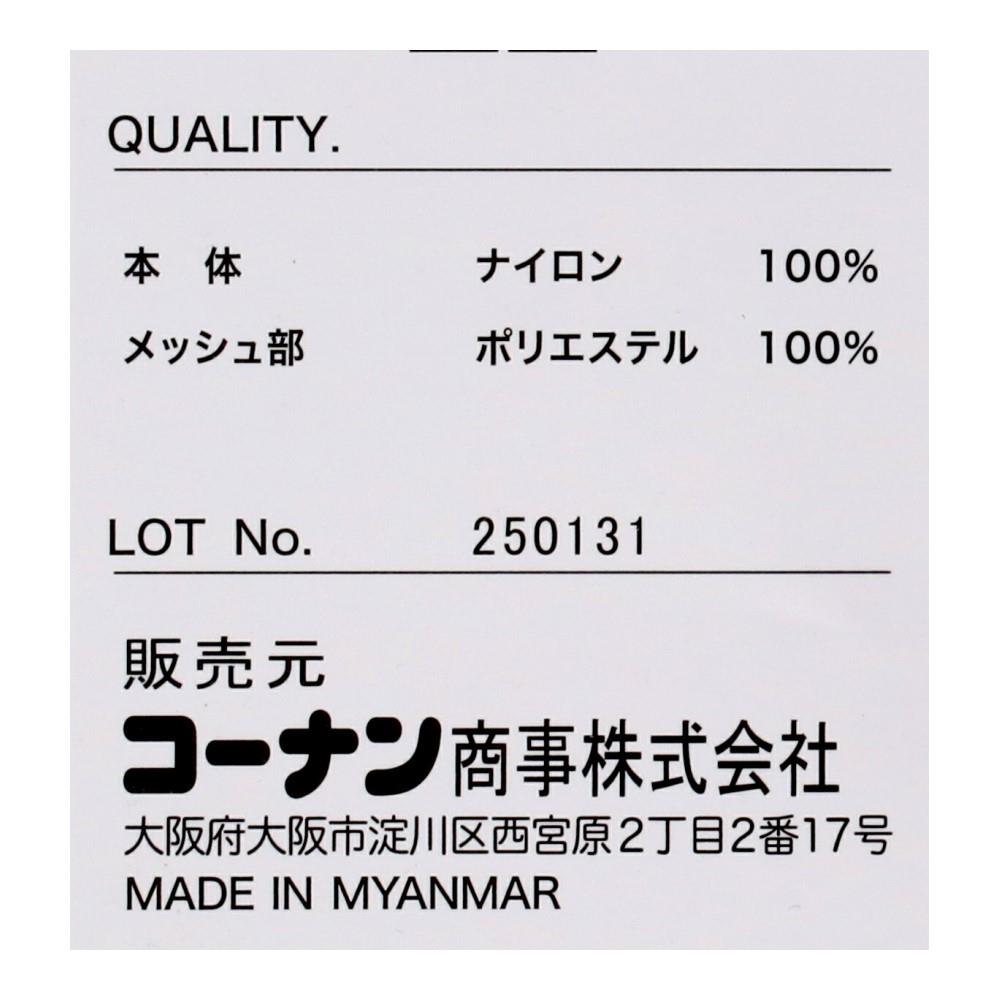 QUALITY.
本 体 ナイロン 100%
メッシュ部 ポリエステル 100%
LOT No. 250131
販売元
コーナン商事株式会社
大阪府大阪市淀川区西宮原2丁目2番17号
MADE IN MYANMAR